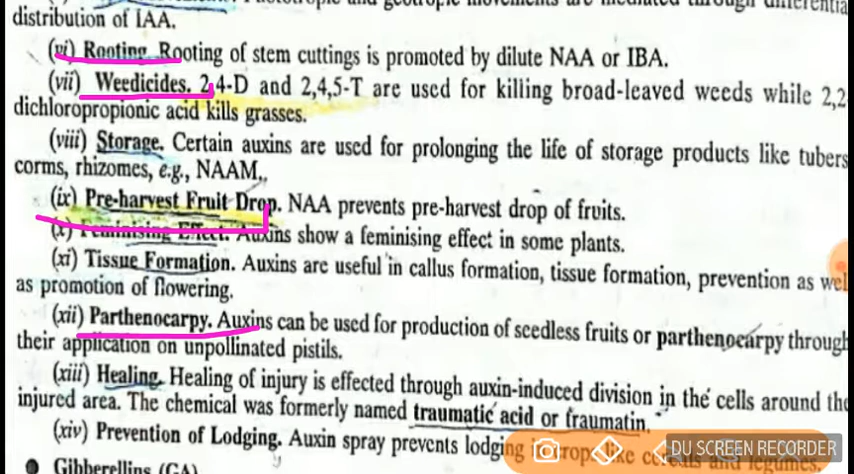 distribution of IAA.
(vi) Rooting. Rooting of stem cuttings is promoted by dilute NAA or IBA.
(vii) Weedicides. 2,4-D and 2,4,5-T are used for killing broad-leaved weeds while 2,2
dichloropropionic acid kills grasses.
(viii) Storage. Certain auxins are used for prolonging the life of storage products like tubers
corms, rhizomes, e.g., NAAM.
(ix) Pre-harvest Fruit Drop. NAA prevents pre-harvest drop of fruits.
(x) Feminising Effect. Auxins show a feminising effect in some plants.
(xi) Tissue Formation. Auxins are useful in callus formation, tissue formation, prevention as well
as promotion of flowering.
(xii) Parthenocarpy. Auxins can be used for production of seedless fruits or parthenocarpy through
their application on unpollinated pistils.
(xiii) Healing. Healing of injury is effected through auxin-induced division in the cells around the
injured area. The chemical was formerly named traumatic acid or traumatin.
(xiv) Prevention of Lodging. Auxin spray prevents lodging in crops like and legumes
DU SCREEN RECORDER
● Gibberellins (GA)